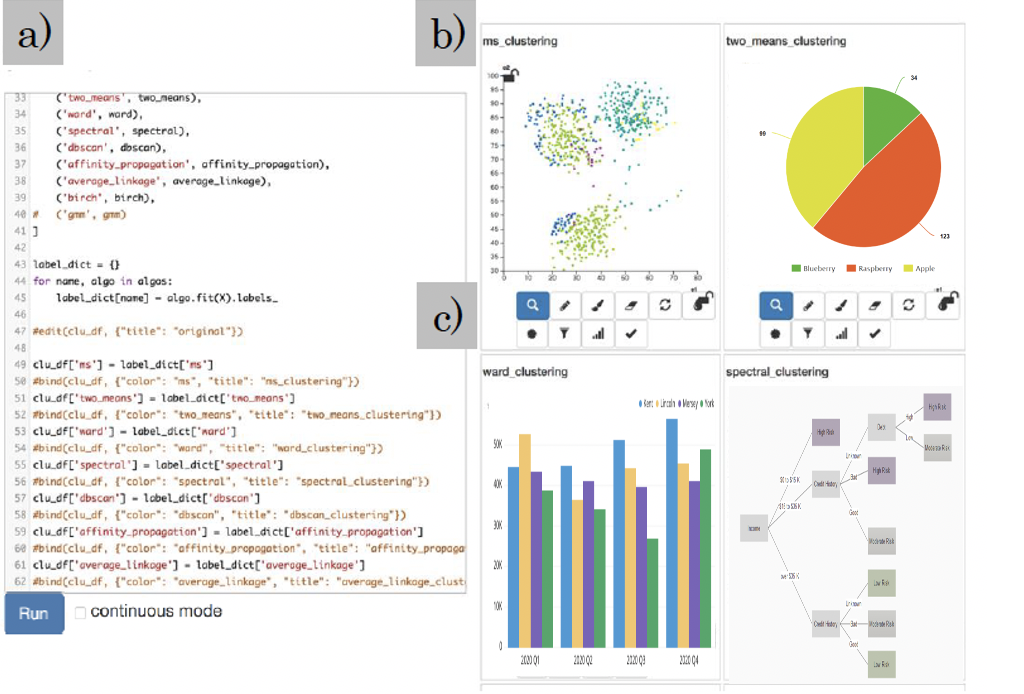 a)
33 ('two_means', two_means),
34 ('ward', ward),
35 ('spectral', spectral),
36 ('dbscan', dbscan),
37 ('affinity_propagation', affinity_propagation),
38 ('average_linkage', average_linkage),
39 ('birch', birch),
40 # ('gmm', gmm)
41 ]
42
43 label_dict = {}
44 for name, algo in algos:
45 label_dict[name] = algo.fit(X).labels_
46
47 #edit(clu_df, {"title": "original"})
48
49 clu_df['ms'] = label_dict['ms']
50 #bind(clu_df, {"color": "ms", "title": "ms_clustering"})
51 clu_df['two_means'] = label_dict['two_means']
52 #bind(clu_df, {"color": "two_means", "title": "two_means_clustering"})
53 clu_df['ward'] = label_dict['ward']
54 #bind(clu_df, {"color": "ward", "title": "ward_clustering"})
55 clu_df['spectral'] = label_dict['spectral']
56 #bind(clu_df, {"color": "spectral", "title": "spectral_clustering"})
57 clu_df['dbscan'] = label_dict['dbscan']
58 #bind(clu_df, {"color": "dbscan", "title": "dbscan_clustering"})
59 clu_df['affinity_propagation'] = label_dict['affinity_propagation']
60 #bind(clu_df, {"color": "affinity_propagation", "title": "affinity_propaga
61 clu_df['average_linkage'] = label_dict['average_linkage']
62 #bind(clu_df, {"color": "average_linkage", "title": "average_linkage_clust
Run
continuous mode
b)
ms_clustering
100
95
90
85
80
75
70
65
60
55
50
45
40
35
30
0 10 20 30 40 50 60 70 80
two_means_clustering
34
99
123
Blueberry Raspberry Apple
c)
ward_clustering
Kent Lincoln Mersey York
50K
40K
30K
20K
10K
0
2020 Q1 2020 Q2 2020 Q3 2020 Q4
spectral_clustering
High Risk
High Risk
Debt
High
Low
Moderate Risk
Unknown
High Risk
$0 to $15 K
Credit History
Bad
$15 to $35 K
Good
Income
Moderate Risk
over $35 K
Low Risk
Unknown
Credit History
Bad
Moderate Risk
Good
Low Risk